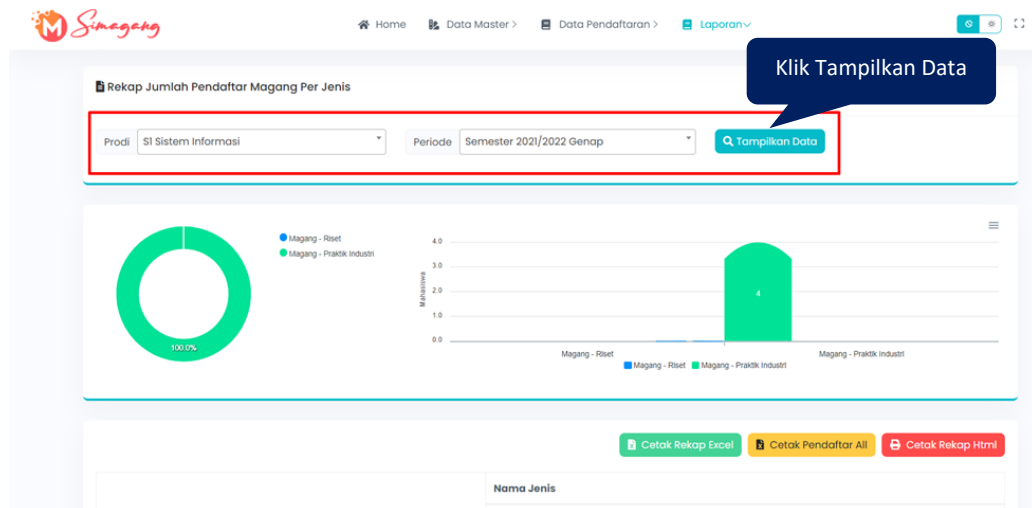 Simagang
Home
Data Master >
Data Pendaftaran >
Laporan
Klik Tampilkan Data
Rekap Jumlah Pendaftar Magang Per Jenis
Prodi
S1 Sistem Informasi
Periode
Semester 2021/2022 Genap
Tampilkan Data
Magang - Riset
Magang - Praktik Industri
100.0%
Mahasiswa
4.0
3.0
2.0
1.0
0.0
4
Magang - Riset
Magang - Praktik Industri
Magang - Riset
Magang - Praktik Industri
Cetak Rekap Excel
Cetak Pendaftar All
Cetak Rekap Html
Nama Jenis